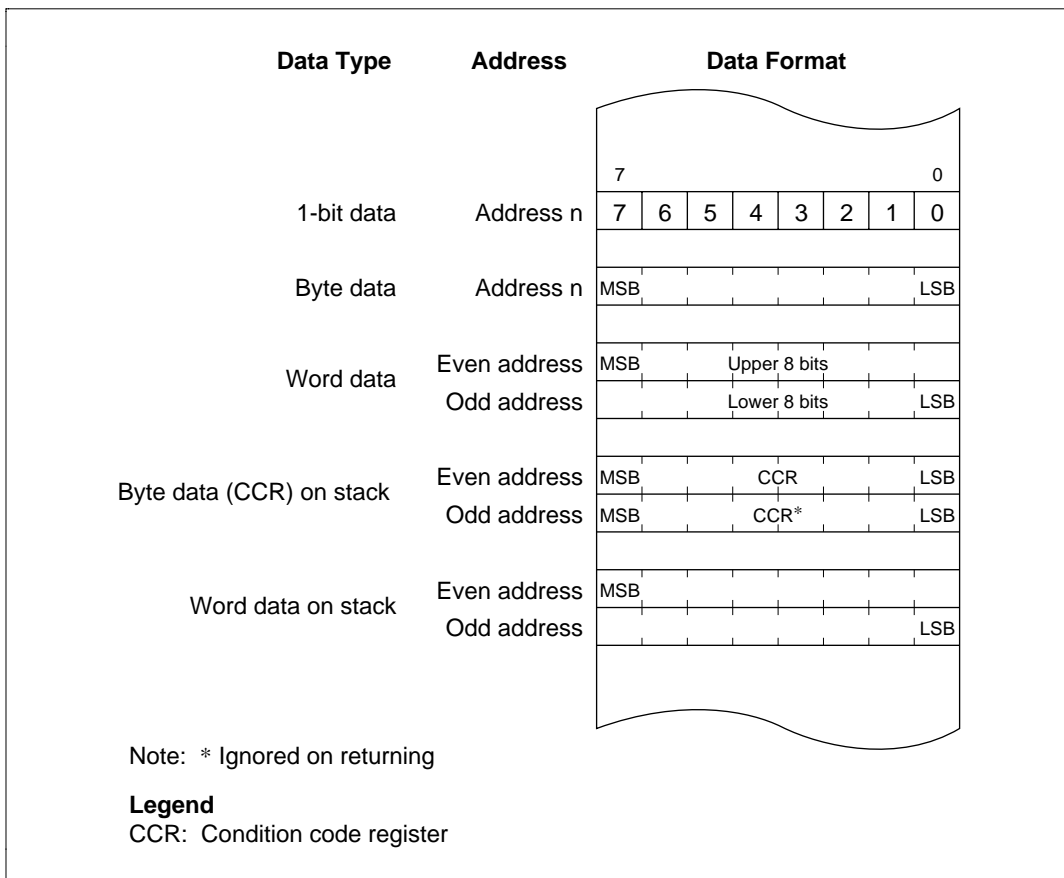 Data Type Address Data Format
7 0
1-bit data Address n 7 6 5 4 3 2 1 0
Byte data Address n MSB LSB
Word data
Even address MSB Upper 8 bits
Odd address Lower 8 bits LSB
Byte data (CCR) on stack
Even address MSB CCR LSB
Odd address MSB CCR* LSB
Word data on stack
Even address MSB
Odd address LSB
Note: * Ignored on returning
Legend
CCR: Condition code register